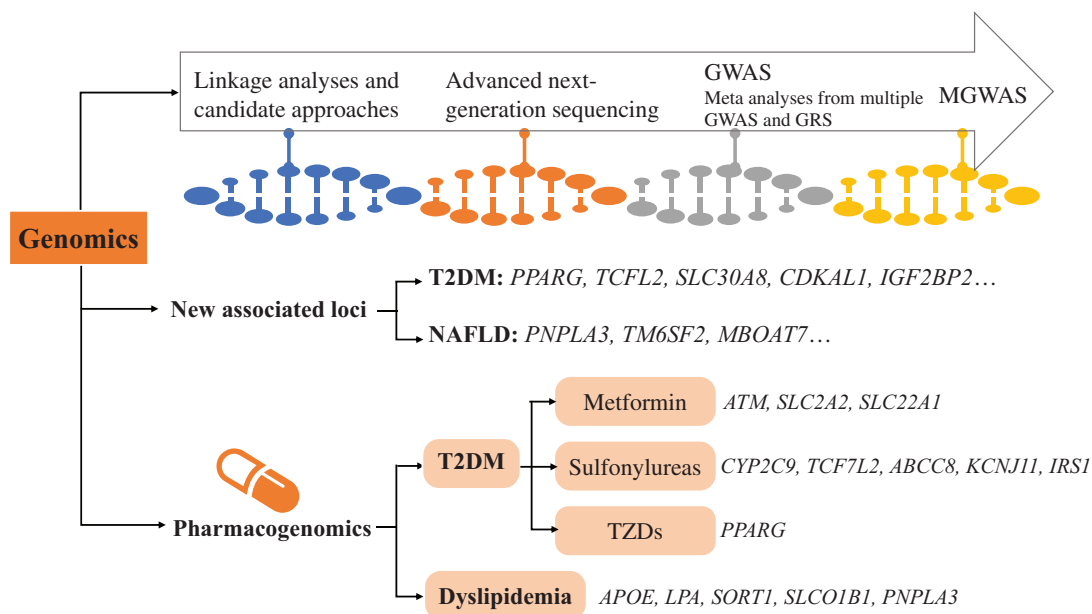 Linkage analyses and
candidate approaches
Advanced next-
generation sequencing
GWAS
Meta analyses from multiple
GWAS and GRS
MGWAS
Genomics
New associated loci
T2DM: PPARG, TCFL2, SLC30A8, CDKAL1, IGF2BP2…
NAFLD: PNPLA3, TM6SF2, MBOAT7…
Pharmacogenomics
T2DM
Metformin
ATM, SLC2A2, SLC22A1
Sulfonylureas
CYP2C9, TCF7L2, ABCC8, KCNJ11, IRS1
TZDs
PPARG
Dyslipidemia
APOE, LPA, SORT1, SLCO1B1, PNPLA3